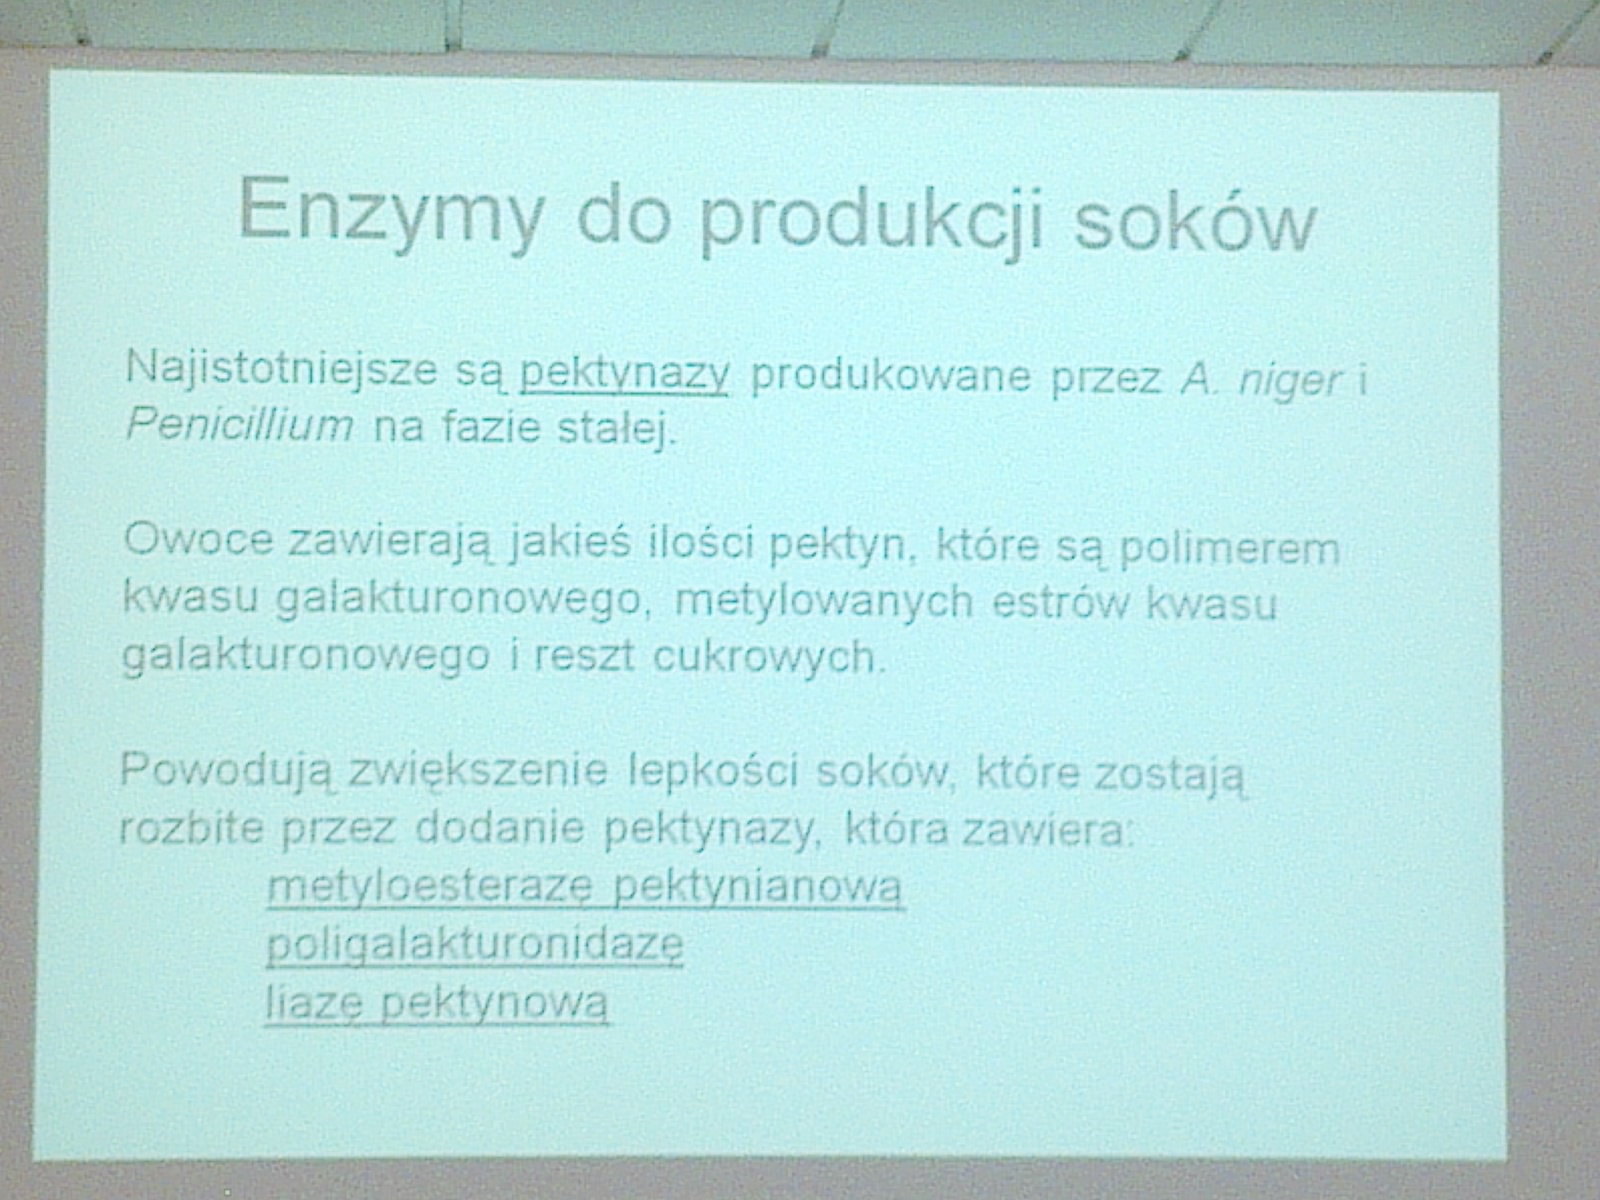 Enzymy do produkcji soków
Najistotniejsze są pektynazy produkowane przez A. niger i
Penicillium na fazie stałej.
Owoce zawierają jakieś ilości pektyn, które są polimerem
kwasu galakturonowego, metylowanych estrów kwasu
galakturonowego i reszt cukrowych.
Powodują zwiększenie lepkości soków, które zostają
rozbite przez dodanie pektynazy, która zawiera:
metyloesterazę pektynianową
poligalakturonidazę
liazę pektynową